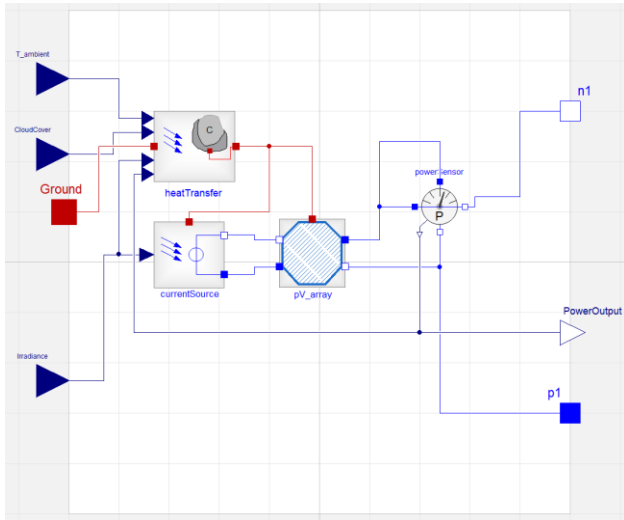 T_ambient
n1
C
CloudCover
powerSensor
Ground
heatTransfer
P
currentSource
pV_array
PowerOutput
Irradiance
p1